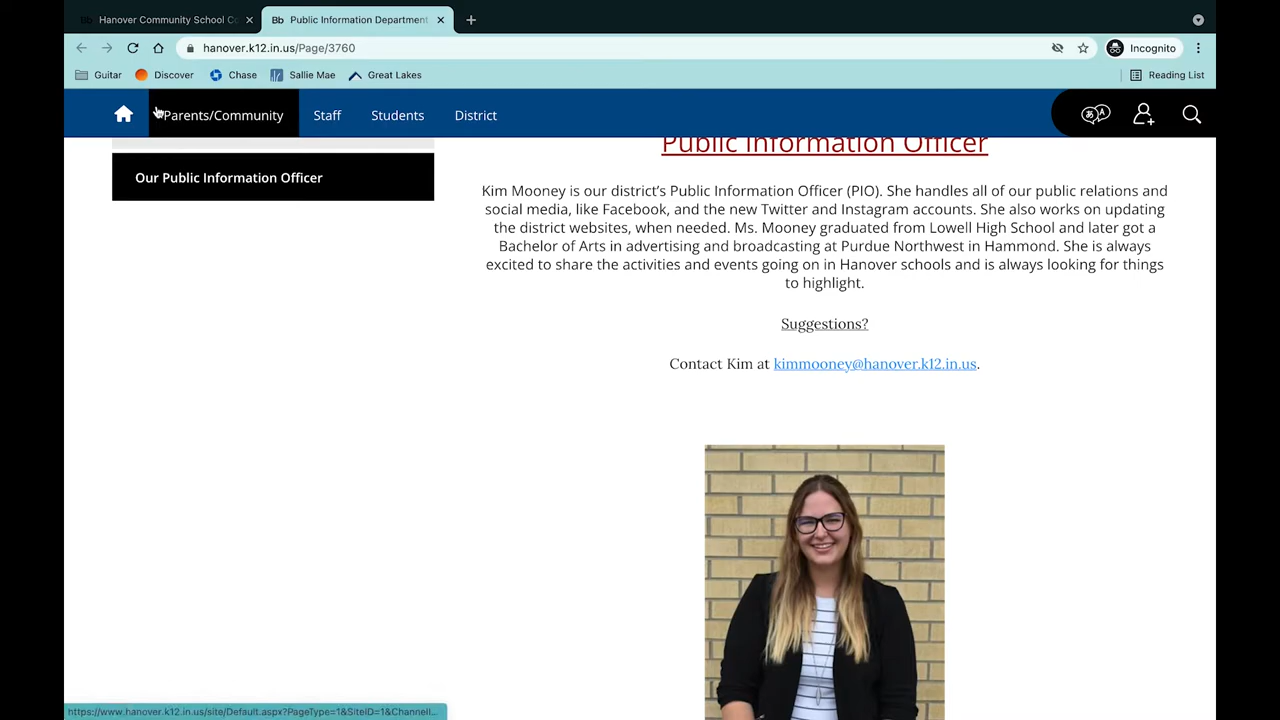 Hanover Community School C
Public Information Department
hanover.k12.in.us/Page/3760
Incognito
Guitar
Discover
Chase
Sallie Mae
Great Lakes
Reading List
Parents/Community
Staff
Students
District
Public Information Officer
Our Public Information Officer
Kim Mooney is our district's Public Information Officer (PIO). She handles all of our public relations and
social media, like Facebook, and the new Twitter and Instagram accounts. She also works on updating
the district websites, when needed. Ms. Mooney graduated from Lowell High School and later got a
Bachelor of Arts in advertising and broadcasting at Purdue Northwest in Hammond. She is always
excited to share the activities and events going on in Hanover schools and is always looking for things
to highlight.
Suggestions?
Contact Kim at kimmooney@hanover.k12.in.us.
https://www.hanover.k12.in.us/site/Default.aspx?PageType=1&SiteID=1&Channell...